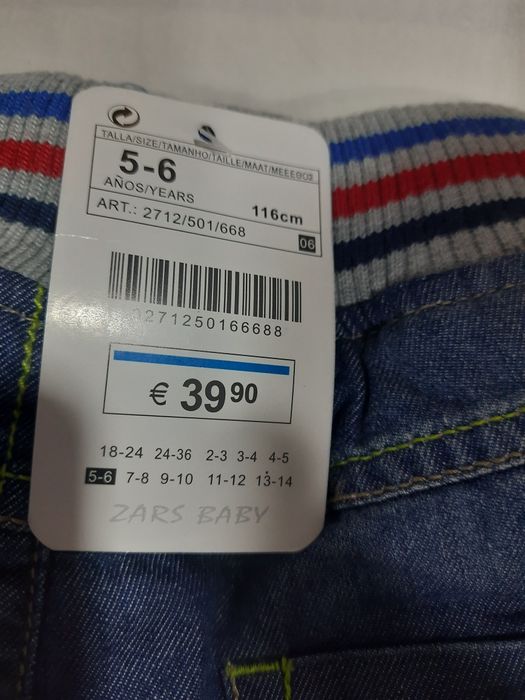 TALLA/SIZE/TAMANHO/TAILLE/MAAT/ΜΕΕΕΘΟΣ
5-6
AÑOS/YEARS
116cm
ART.: 2712/501/668
06
0271250166688
€ 39 90
18-24 24-36 2-3 3-4 4-5
5-6 7-8 9-10 11-12 13-14
ZARS BABY